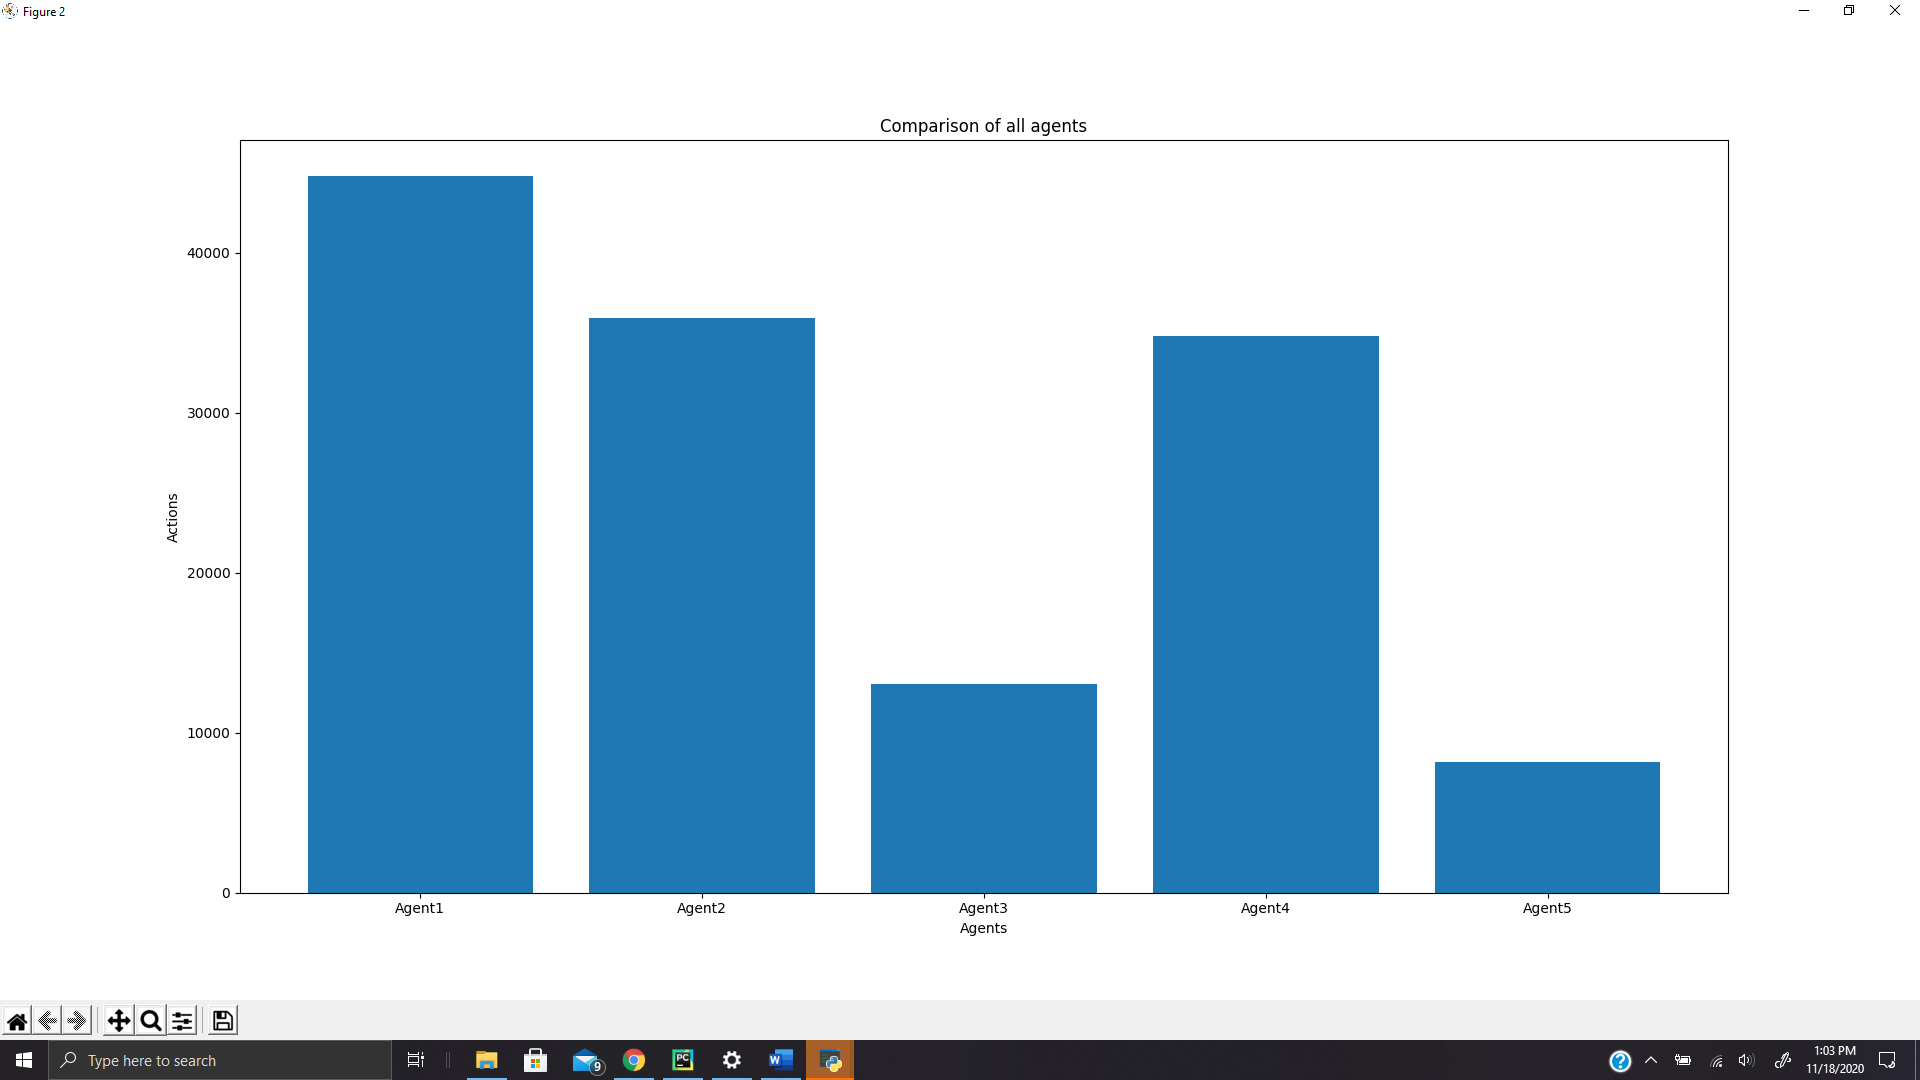 Figure 2
Comparison of all agents
40000
30000
20000
10000
0
Actions
Agent1 Agent2 Agent3 Agent4 Agent5
Agents
Type here to search
9
PC
W
?
1:03 PM
11/18/2020